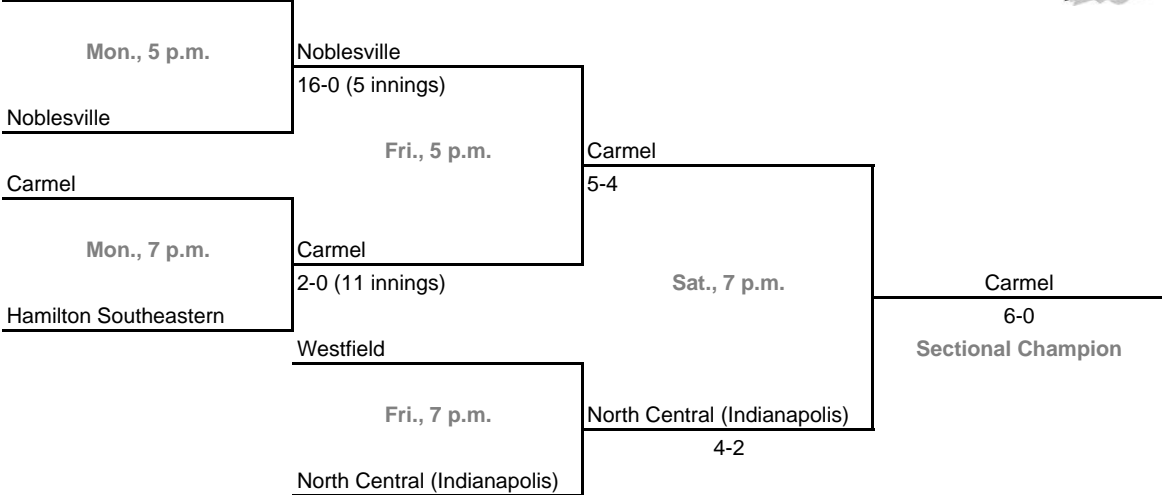 Mon., 5 p.m.
Noblesville
16-0 (5 innings)
Noblesville
Fri., 5 p.m.
Carmel
5-4
Carmel
Mon., 7 p.m.
Carmel
2-0 (11 innings)
Hamilton Southeastern
Sat., 7 p.m.
Carmel
6-0
Sectional Champion
Westfield
Fri., 7 p.m.
North Central (Indianapolis)
4-2
North Central (Indianapolis)